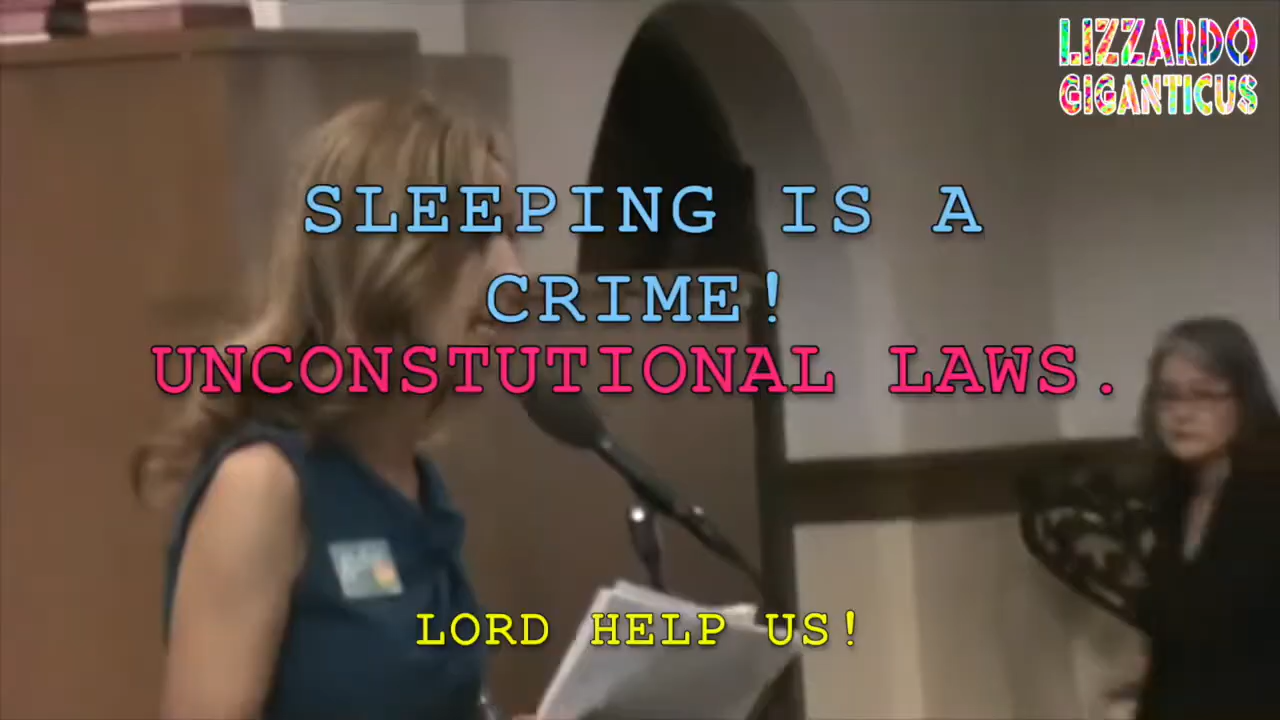 LIZZARDO
GIGANTICUS
SLEEPING IS A
CRIME!
UNCONSTUTIONAL LAWS.
LORD HELP US!